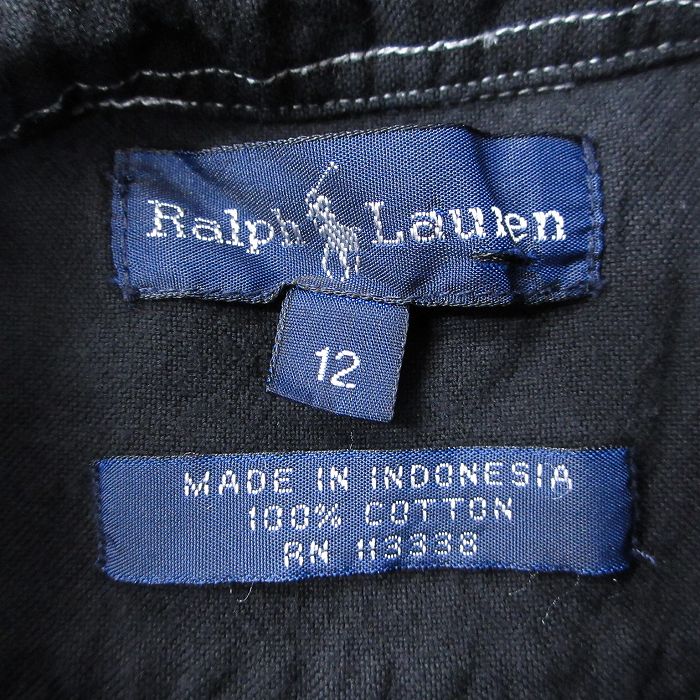 Ralph Lauren
12
MADE IN INDONESIA
100% COTTON
RN 113338